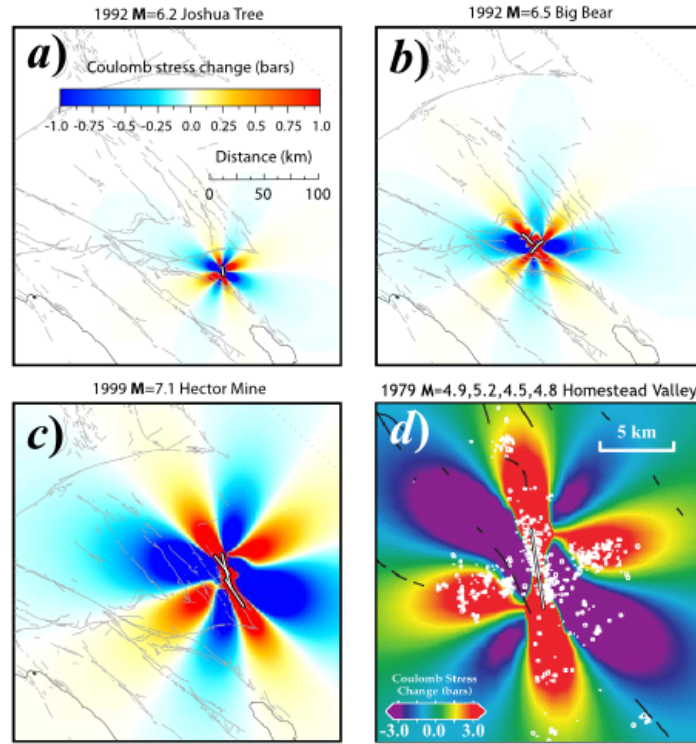 1992 M=6.2 Joshua Tree
a)
Coulomb stress change (bars)
-1.0 -0.75 -0.5 -0.25 0.0 0.25 0.5 0.75 1.0
Distance (km)
0 50 100
1992 M=6.5 Big Bear
b)
1999 M=7.1 Hector Mine
c)
1979 M=4.9,5.2,4.5,4.8 Homestead Valley
d)
5 km
Coulomb Stress
Change (bars)
-3.0 0.0 3.0